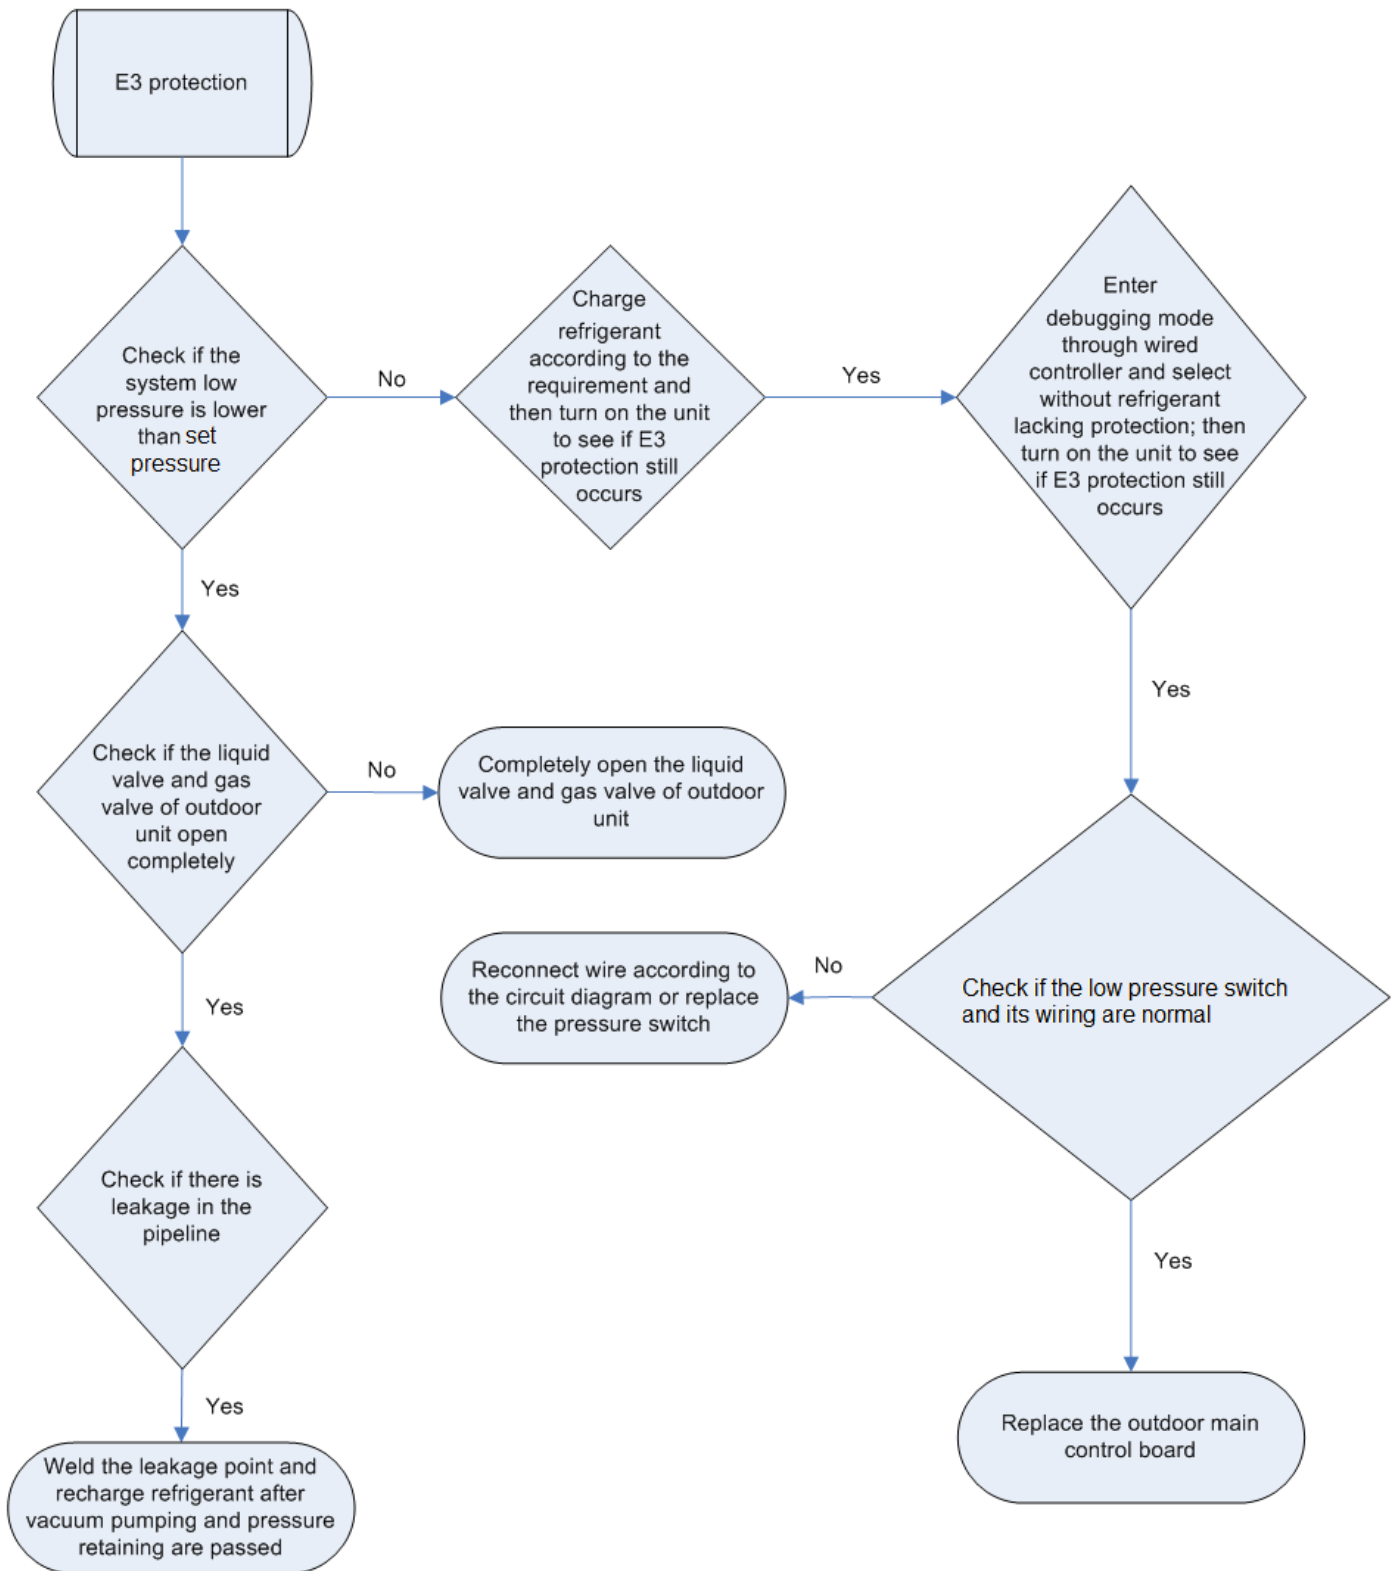 E3 protection
Check if the
system low
pressure is lower
than set
pressure
No
Charge
refrigerant
according to the
requirement and
then turn on the unit
to see if E3
protection still
occurs
Yes
Enter
debugging mode
through wired
controller and select
without refrigerant
lacking protection; then
turn on the unit to see
if E3 protection still
occurs
Yes
Yes
Check if the liquid
valve and gas
valve of outdoor
unit open
completely
No
Completely open the liquid
valve and gas valve of outdoor
unit
Reconnect wire according to
the circuit diagram or replace
the pressure switch
No
Check if the low pressure switch
and its wiring are normal
Yes
Check if there is
leakage in the
pipeline
Yes
Yes
Weld the leakage point and
recharge refrigerant after
vacuum pumping and pressure
retaining are passed
Replace the outdoor main
control board